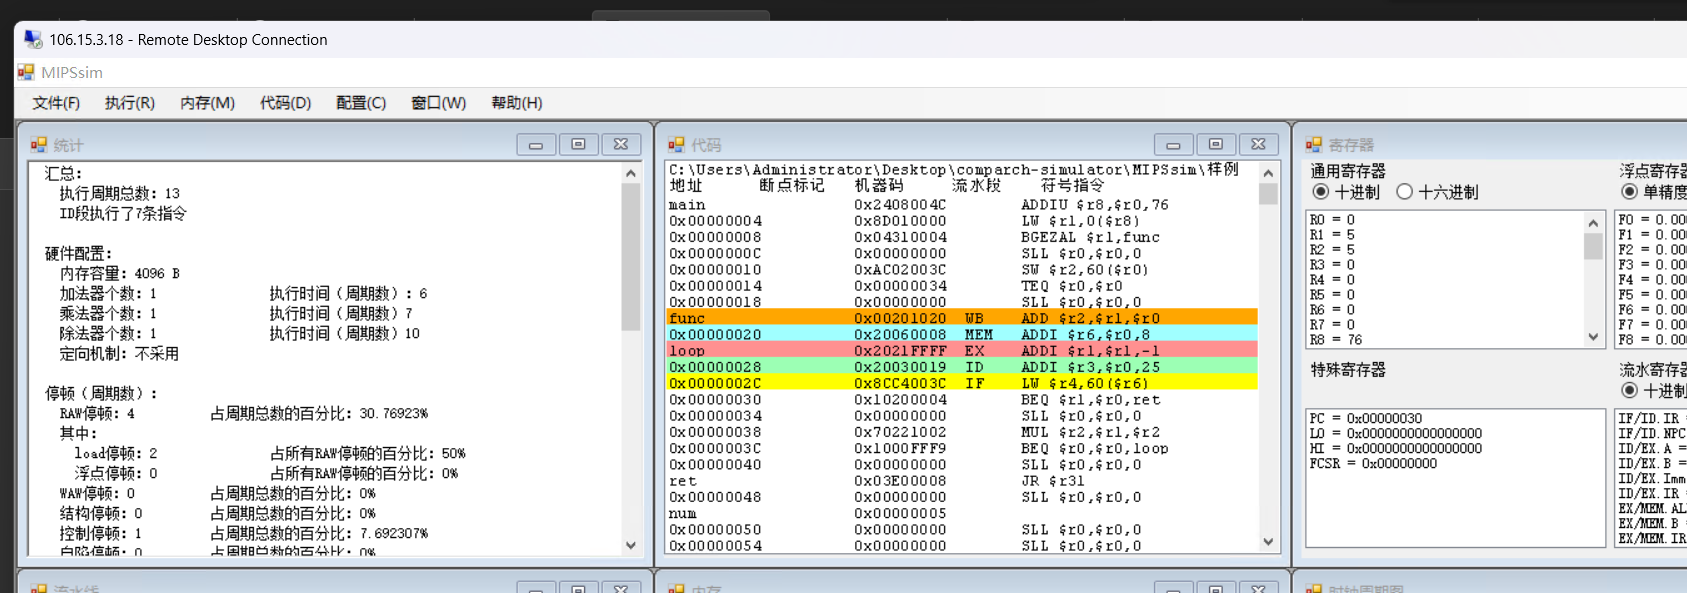 106.15.3.18 - Remote Desktop Connection
MIPSsim
文件(F) 执行(R) 内存(M) 代码(D) 配置(C) 窗口(W) 帮助(H)
统计
汇总:
执行周期总数: 13
ID段执行了7条指令
硬件配置:
内存容量: 4096 B
加法器个数: 1 执行时间（周期数）: 6
乘法器个数: 1 执行时间（周期数）7
除法器个数: 1 执行时间（周期数）10
定向机制: 不采用
停顿（周期数）:
RAW停顿: 4 占周期总数的百分比: 30.76923%
其中:
load停顿: 2 占所有RAW停顿的百分比: 50%
浮点停顿: 0 占所有RAW停顿的百分比: 0%
WAW停顿: 0 占周期总数的百分比: 0%
结构停顿: 0 占周期总数的百分比: 0%
控制停顿: 1 占周期总数的百分比: 7.692307%
自陷停顿: 0 占周期总数的百分比: 0%
代码
C:\Users\Administrator\Desktop\comparch-simulator\MIPSsim\样例
地址 断点标记 机器码 流水段 符号指令
main 0x2408004C ADDIU $r8,$r0,76
0x00000004 0x8D010000 LW $r1,0($r8)
0x00000008 0x04310004 BGEZAL $r1,func
0x0000000C 0x00000000 SLL $r0,$r0,0
0x00000010 0xAC02003C SW $r2,60($r0)
0x00000014 0x00000034 TEQ $r0,$r0
0x00000018 0x00000000 SLL $r0,$r0,0
func 0x00201020 WB ADD $r2,$r1,$r0
0x00000020 0x20060008 MEM ADDI $r6,$r0,8
loop 0x2021FFFF EX ADDI $r1,$r1,-1
0x00000028 0x20030019 ID ADDI $r3,$r0,25
0x0000002C 0x8CC4003C IF LW $r4,60($r6)
0x00000030 0x10200004 BEQ $r1,$r0,ret
0x00000034 0x00000000 SLL $r0,$r0,0
0x00000038 0x70221002 MUL $r2,$r1,$r2
0x0000003C 0x1000FFF9 BEQ $r0,$r0,loop
0x00000040 0x00000000 SLL $r0,$r0,0
ret 0x03E00008 JR $r31
0x00000048 0x00000000 SLL $r0,$r0,0
num 0x00000005
0x00000050 0x00000000 SLL $r0,$r0,0
0x00000054 0x00000000 SLL $r0,$r0,0
寄存器
通用寄存器
十进制 十六进制
R0 = 0
R1 = 5
R2 = 5
R3 = 0
R4 = 0
R5 = 0
R6 = 0
R7 = 0
R8 = 76
浮点寄存器
单精度
F0 = 0.00
F1 = 0.00
F2 = 0.00
F3 = 0.00
F4 = 0.00
F5 = 0.00
F6 = 0.00
F7 = 0.00
F8 = 0.00
特殊寄存器
PC = 0x00000030
LO = 0x0000000000000000
HI = 0x0000000000000000
FCSR = 0x00000000
流水寄存器
十进制
IF/ID.IR =
IF/ID.NPC
ID/EX.A =
ID/EX.B =
ID/EX.Imm
ID/EX.IR =
EX/MEM.AL
EX/MEM.B =
EX/MEM.IR
流水线
内存
时钟周期图